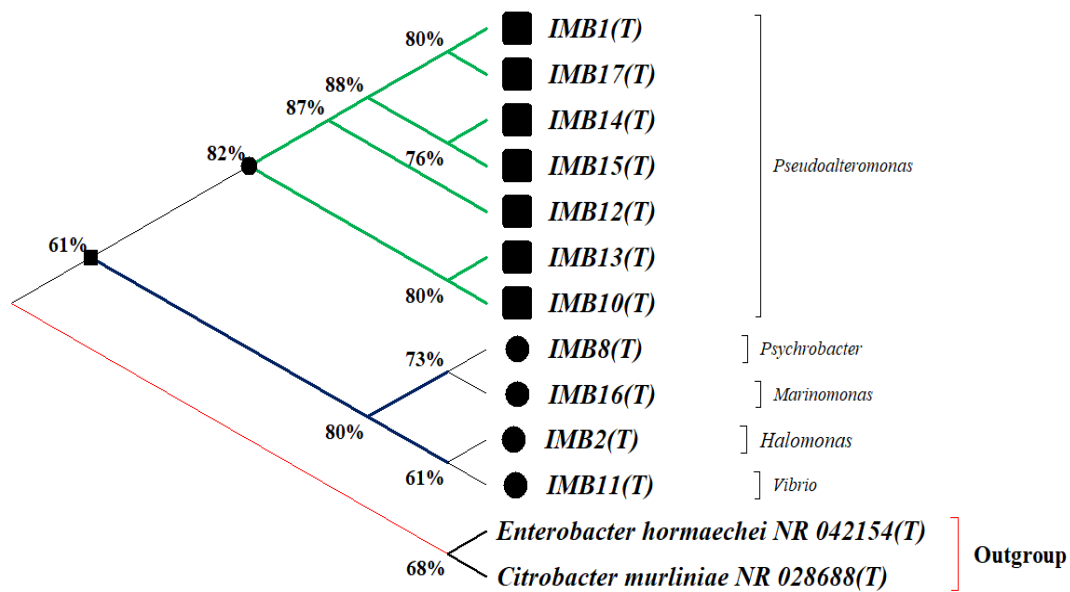 80%
IMB1(T)
IMB17(T)
88%
87%
IMB14(T)
76%
IMB15(T)
Pseudoalteromonas
82%
IMB12(T)
61%
IMB13(T)
80%
IMB10(T)
73%
IMB8(T)
Psychrobacter
IMB16(T)
Marinomonas
80%
IMB2(T)
Halomonas
61%
IMB11(T)
Vibrio
Enterobacter hormaechei NR 042154(T)
Outgroup
68%
Citrobacter murliniae NR 028688(T)